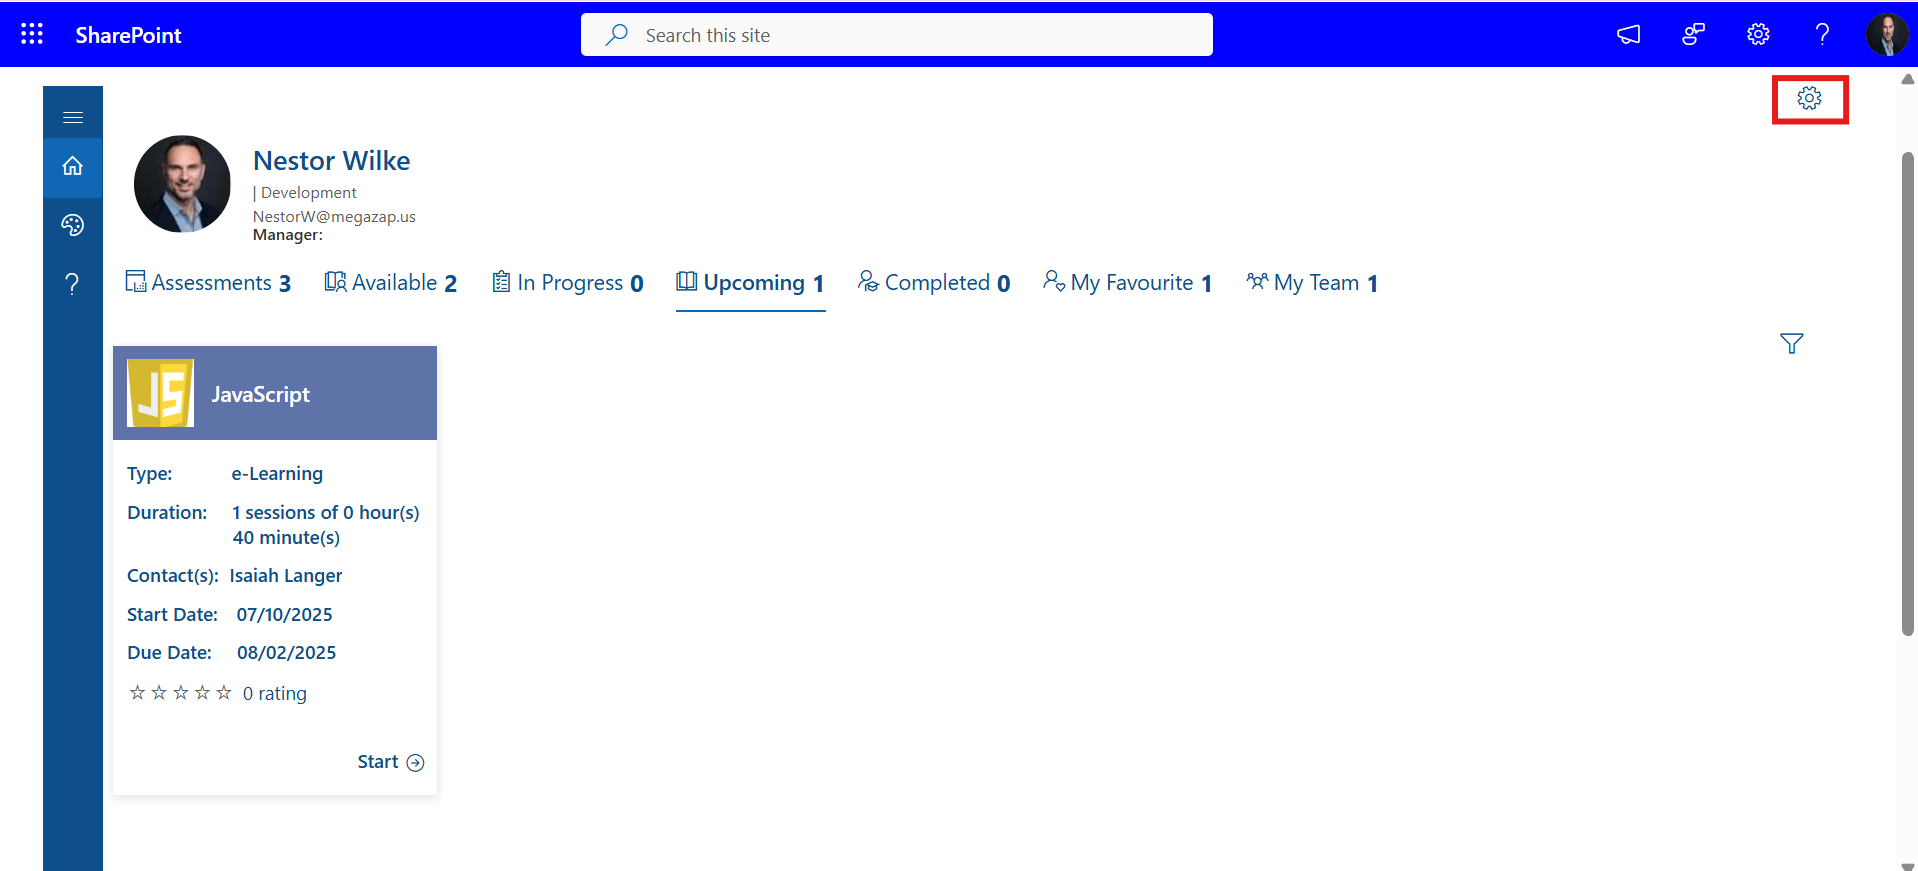 SharePoint
Search this site
Nestor Wilke
| Development
NestorW@megazap.us
Manager:
Assessments 3 Available 2 In Progress 0 Upcoming 1 Completed 0 My Favourite 1 My Team 1
JS JavaScript
Type: e-Learning
Duration: 1 sessions of 0 hour(s)
40 minute(s)
Contact(s): Isaiah Langer
Start Date: 07/10/2025
Due Date: 08/02/2025
0 rating
Start